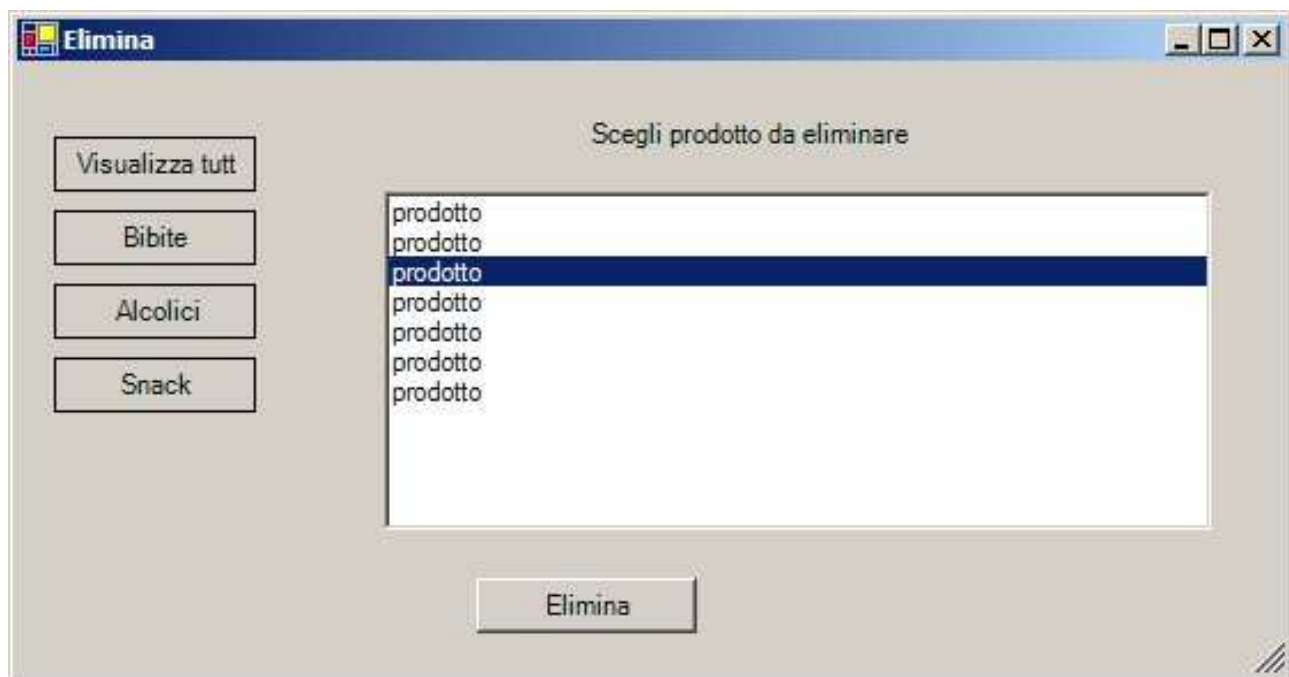 Elimina
Scegli prodotto da eliminare
Visualizza tutt
Bibite
Alcolici
Snack
prodotto
prodotto
prodotto
prodotto
prodotto
prodotto
prodotto
Elimina